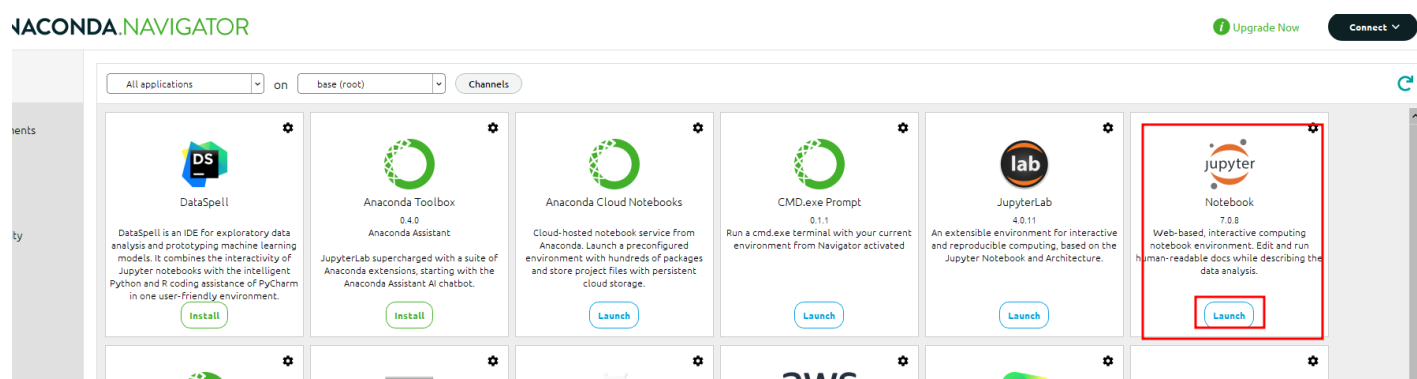 NACONDA.NAVIGATOR
i Upgrade Now
Connect
All applications
on
base (root)
Channels
ents
ty
DS
DataSpell
DataSpell is an IDE for exploratory data
analysis and prototyping machine learning
models. It combines the interactivity of
Jupyter notebooks with the intelligent
Python and R coding assistance of PyCharm
in one user-friendly environment.
Install
Anaconda Toolbox
0.4.0
Anaconda Assistant
JupyterLab supercharged with a suite of
Anaconda extensions, starting with the
Anaconda Assistant AI chatbot.
Install
Anaconda Cloud Notebooks
Cloud-hosted notebook service from
Anaconda. Launch a preconfigured
environment with hundreds of packages
and store project files with persistent
cloud storage.
Launch
CMD.exe Prompt
0.1.1
Run a cmd.exe terminal with your current
environment from Navigator activated
Launch
lab
JupyterLab
4.0.11
An extensible environment for interactive
and reproducible computing, based on the
Jupyter Notebook and Architecture.
Launch
jupyter
Notebook
7.0.8
Web-based, interactive computing
notebook environment. Edit and run
human-readable docs while describing the
data analysis.
Launch
aws